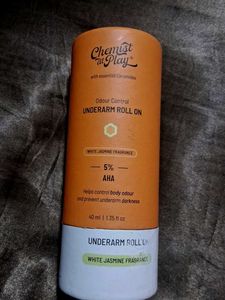 Chemist
at Play
with essential Ceramides
Odour Control
UNDERARM ROLL ON
WHITE JASMINE FRAGRANCE
5%
AHA
Helps control body odour
and prevent underarm darkness
40 ml | 1.35 fl oz
UNDERARM ROLL ON
WHITE JASMINE FRAGRANCE